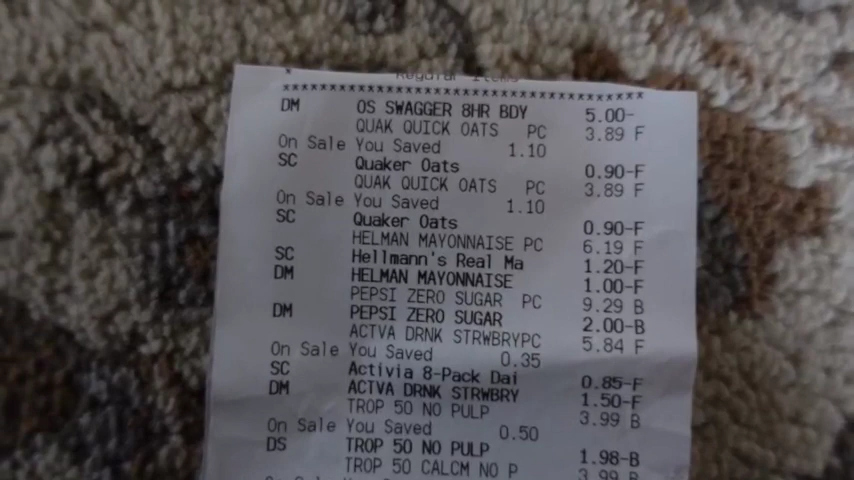 Regular Items
****************************************
DM OS SWAGGER 8HR BDY 5.00-
QUAK QUICK OATS PC 3.89 F
On Sale You Saved 1.10
SC Quaker Oats 0.90-F
QUAK QUICK OATS PC 3.89 F
On Sale You Saved 1.10
SC Quaker Oats 0.90-F
HELMAN MAYONNAISE PC 6.19 F
SC Hellmann's Real Ma 1.20-F
DM HELMAN MAYONNAISE 1.00-F
PEPSI ZERO SUGAR PC 9.29 B
DM PEPSI ZERO SUGAR 2.00-B
ACTVA DRNK STRWBRYPC 5.84 F
On Sale You Saved 0.35
SC Activia 8-Pack Dai 0.85-F
DM ACTVA DRNK STRWBRY 1.50-F
TROP 50 NO PULP 3.99 B
On Sale You Saved 0.50
DS TROP 50 NO PULP 1.98-B
TROP 50 CALCM NO P 3.99 B